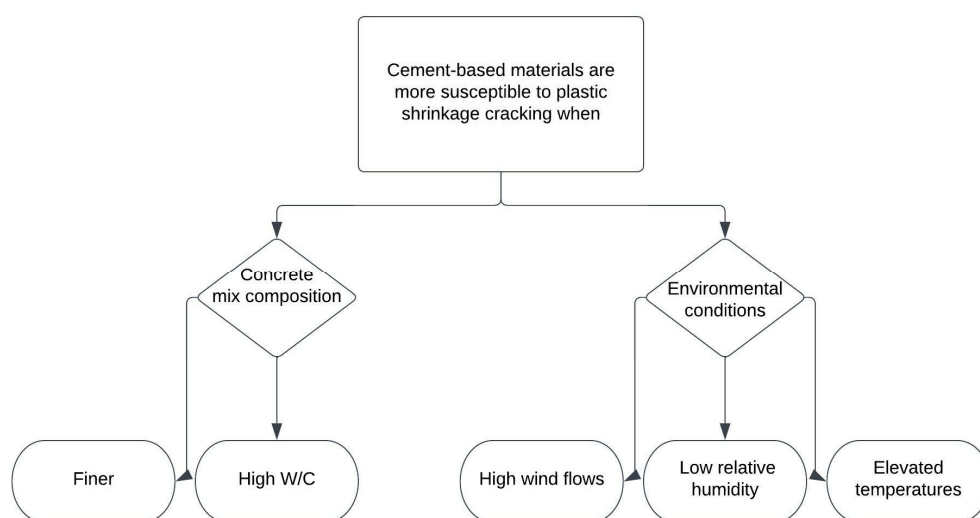 Cement-based materials are
more susceptible to plastic
shrinkage cracking when
Concrete
mix composition
Environmental
conditions
Finer
High W/C
High wind flows
Low relative
humidity
Elevated
temperatures